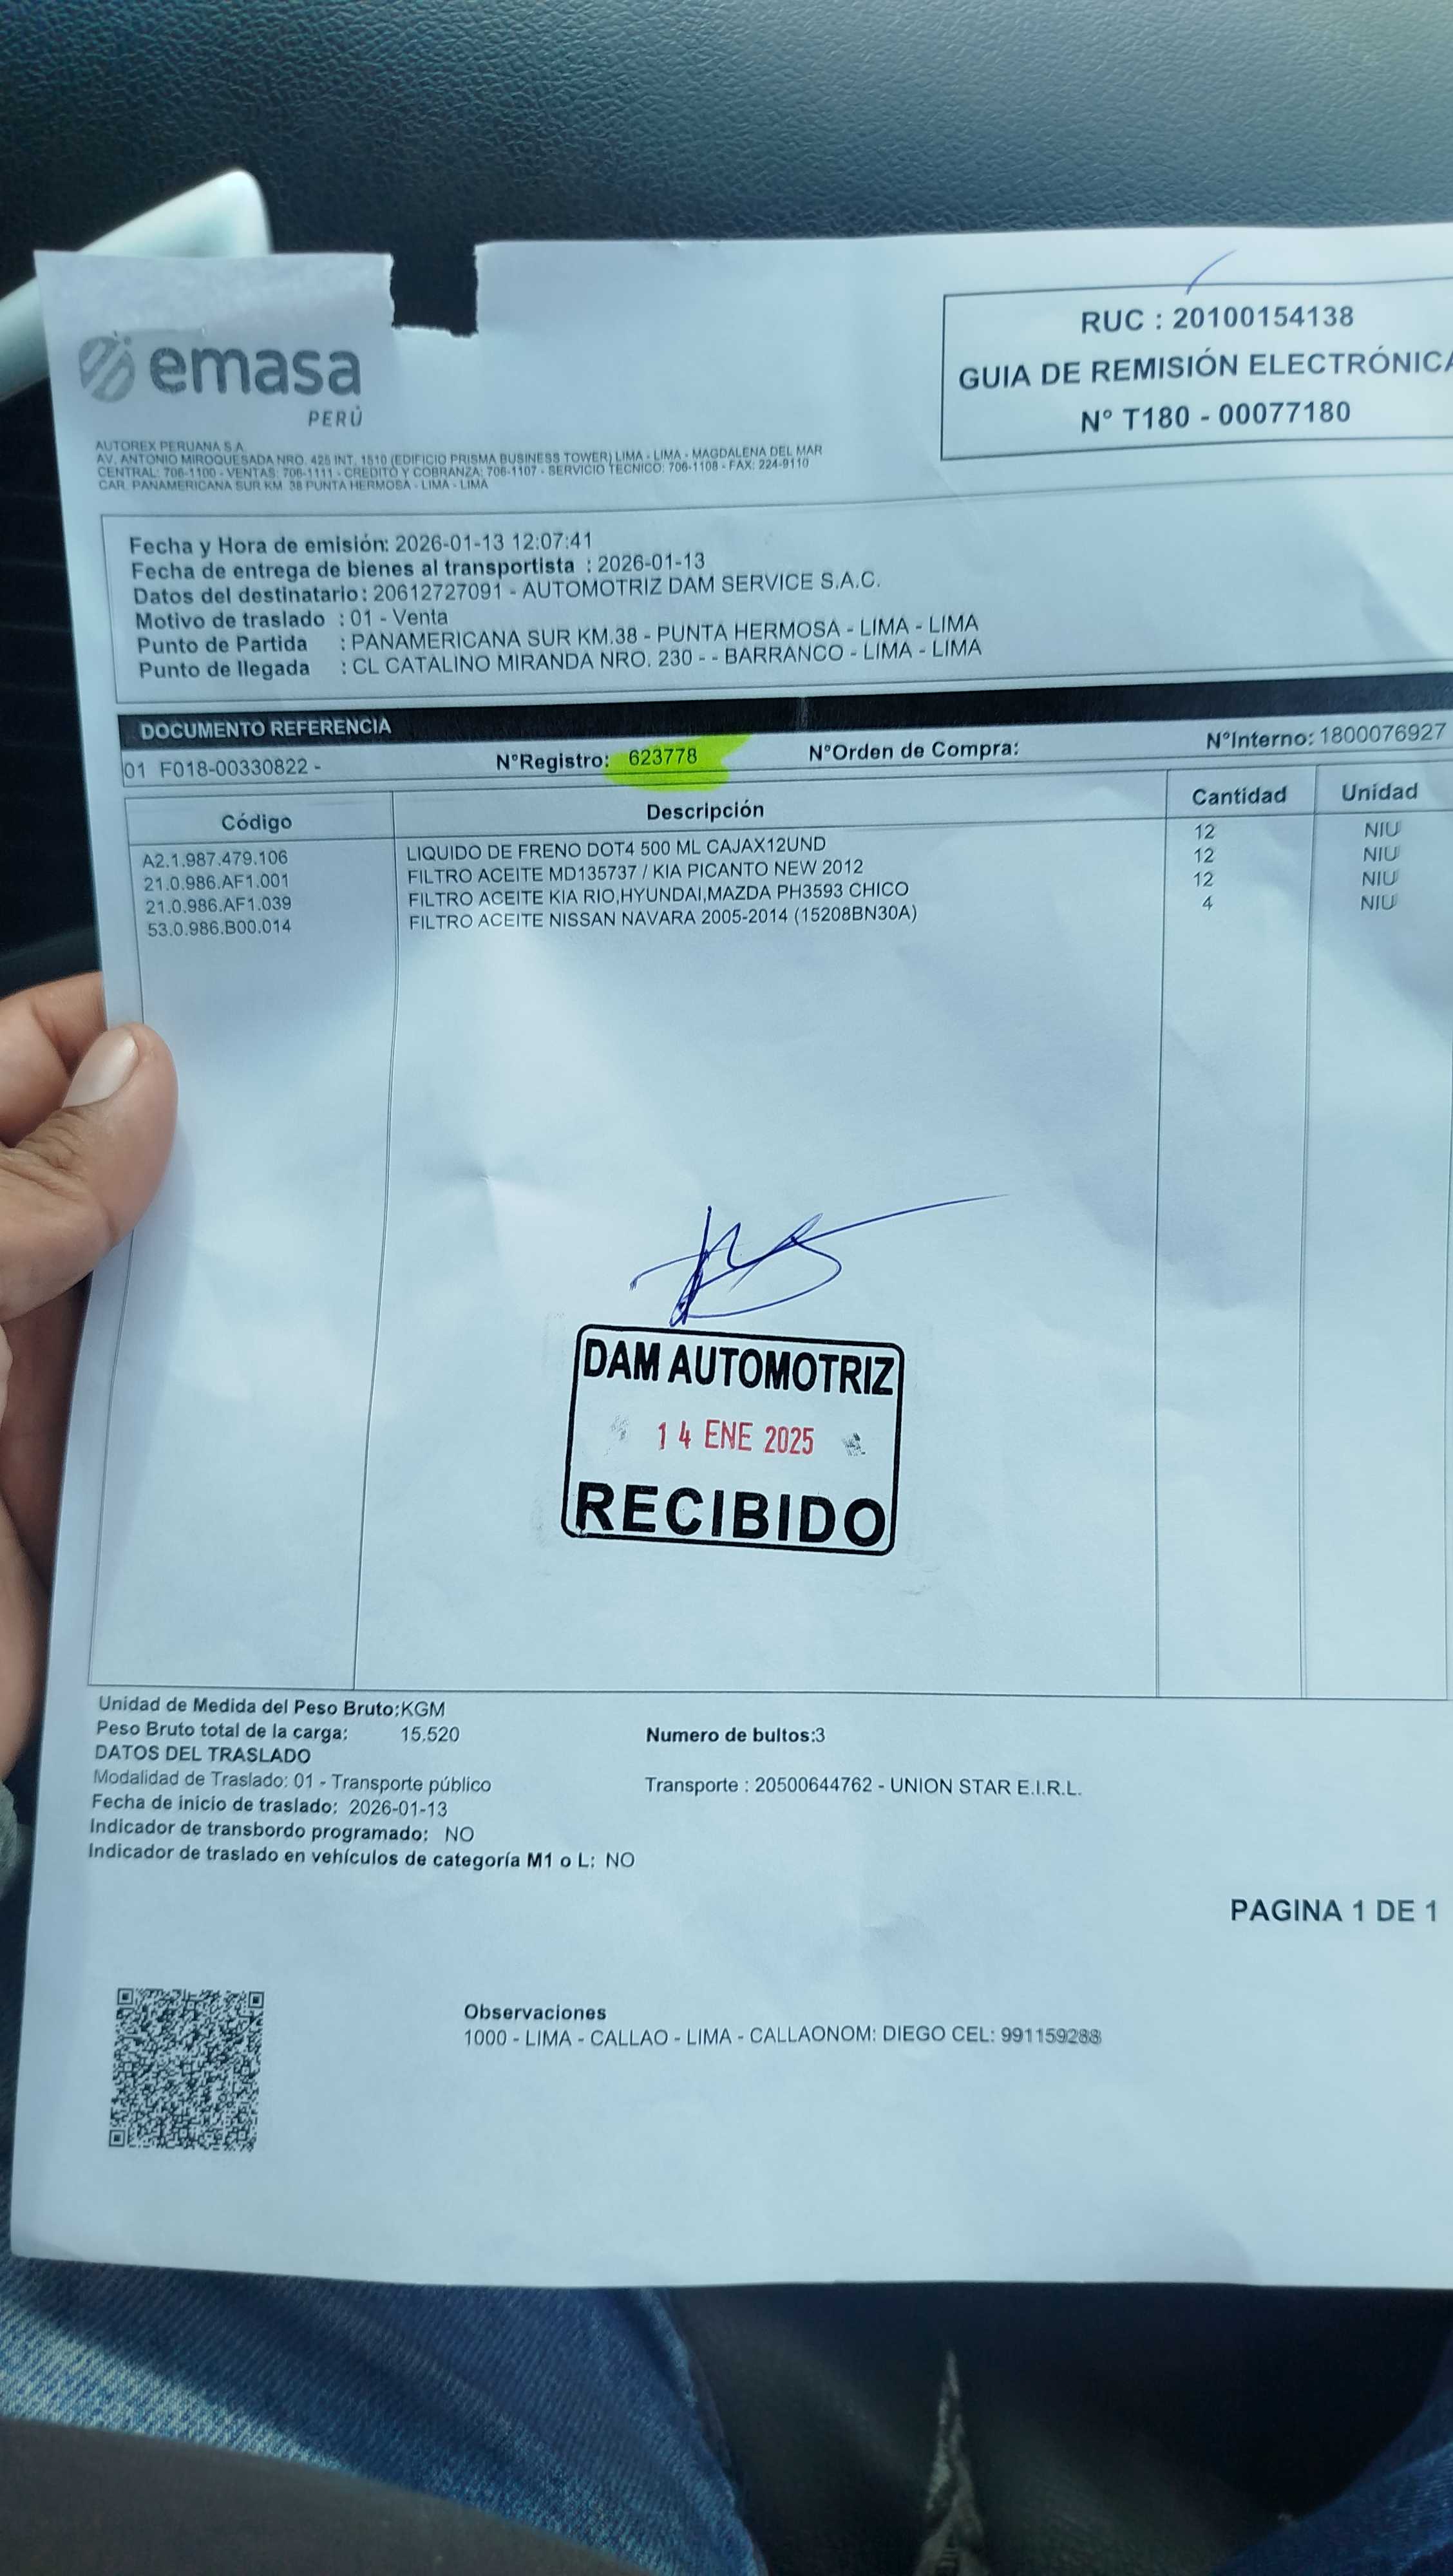 emasa
PERÚ
RUC : 20100154138
GUIA DE REMISIÓN ELECTRÓNICA
N° T180 - 00077180
AUTOREX PERUANA S.A.
AV. ANTONIO MIROQUESADA NRO. 425 INT. 1510 (EDIFICIO PRISMA BUSINESS TOWER) LIMA - LIMA - MAGDALENA DEL MAR
CENTRAL: 706-1100 - VENTAS: 706-1111 - CREDITO Y COBRANZA: 706-1107 - SERVICIO TECNICO: 706-1108 - FAX: 224-9110
CAR. PANAMERICANA SUR KM. 38 PUNTA HERMOSA - LIMA - LIMA
Fecha y Hora de emisión: 2026-01-13 12:07:41
Fecha de entrega de bienes al transportista : 2026-01-13
Datos del destinatario: 20612727091 - AUTOMOTRIZ DAM SERVICE S.A.C.
Motivo de traslado : 01 - Venta
Punto de Partida : PANAMERICANA SUR KM.38 - PUNTA HERMOSA - LIMA - LIMA
Punto de llegada : CL CATALINO MIRANDA NRO. 230 - - BARRANCO - LIMA - LIMA
DOCUMENTO REFERENCIA
01 F018-00330822 - N°Registro: 623778 N°Orden de Compra: N°Interno: 1800076927
Código Descripción Cantidad Unidad
A2.1.987.479.106 LIQUIDO DE FRENO DOT4 500 ML CAJAX12UND 12 NIU
21.0.986.AF1.001 FILTRO ACEITE MD135737 / KIA PICANTO NEW 2012 12 NIU
21.0.986.AF1.039 FILTRO ACEITE KIA RIO,HYUNDAI,MAZDA PH3593 CHICO 12 NIU
53.0.986.B00.014 FILTRO ACEITE NISSAN NAVARA 2005-2014 (15208BN30A) 4 NIU
DAM AUTOMOTRIZ
14 ENE 2025
RECIBIDO
Unidad de Medida del Peso Bruto:KGM
Peso Bruto total de la carga: 15.520 Numero de bultos:3
DATOS DEL TRASLADO
Modalidad de Traslado: 01 - Transporte público Transporte : 20500644762 - UNION STAR E.I.R.L.
Fecha de inicio de traslado: 2026-01-13
Indicador de transbordo programado: NO
Indicador de traslado en vehículos de categoría M1 o L: NO
PAGINA 1 DE 1
Observaciones
1000 - LIMA - CALLAO - LIMA - CALLAONOM: DIEGO CEL: 991159288